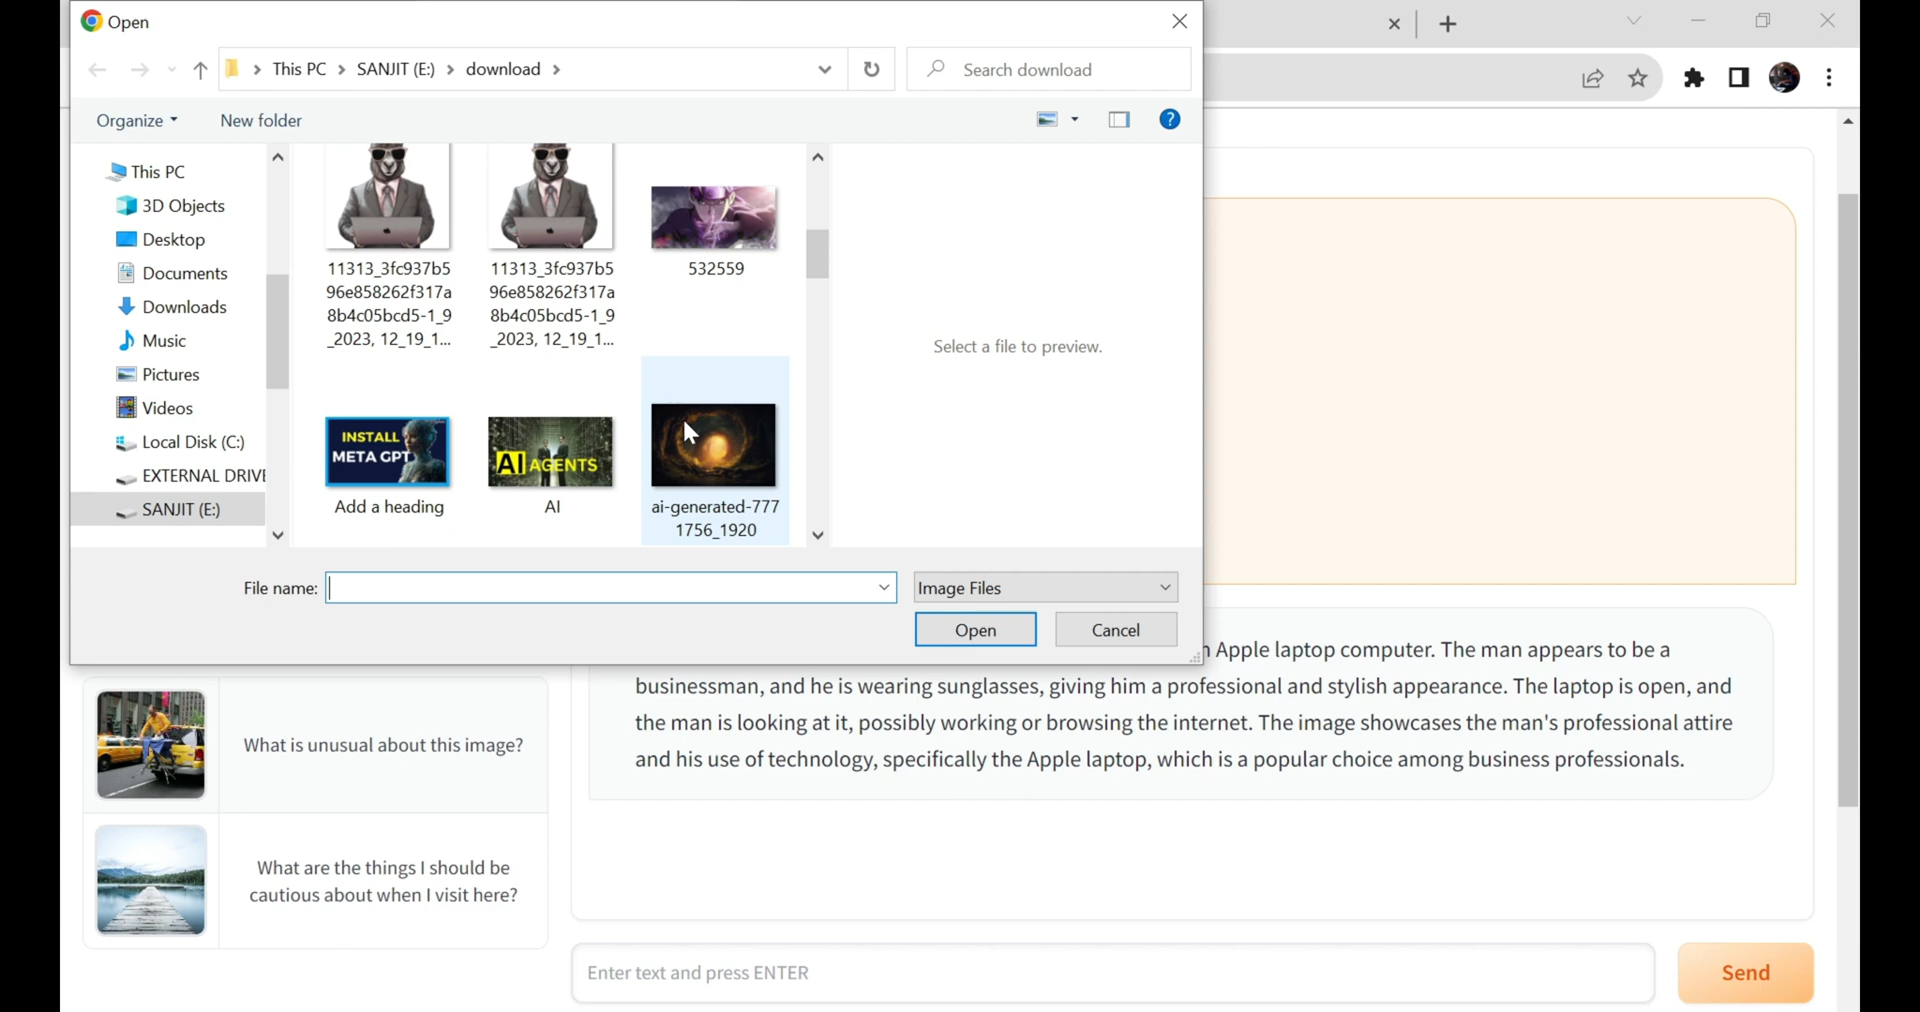 Open
This PC
SANJIT (E:)
download
Search download
Organize
New folder
This PC
3D Objects
Desktop
Documents
Downloads
Music
Pictures
Videos
Local Disk (C:)
EXTERNAL DRIVE
SANJIT (E:)
11313_3fc937b5
96e858262f317a
8b4c05bcd5-1_9
_2023, 12_19_1...
11313_3fc937b5
96e858262f317a
8b4c05bcd5-1_9
_2023, 12_19_1...
532559
INSTALL
META GPT
Add a heading
AI AGENTS
AI
ai-generated-777
1756_1920
Select a file to preview.
File name:
Image Files
Open
Cancel
Apple laptop computer. The man appears to be a
businessman, and he is wearing sunglasses, giving him a professional and stylish appearance. The laptop is open, and
the man is looking at it, possibly working or browsing the internet. The image showcases the man's professional attire
and his use of technology, specifically the Apple laptop, which is a popular choice among business professionals.
What is unusual about this image?
What are the things I should be
cautious about when I visit here?
Enter text and press ENTER
Send